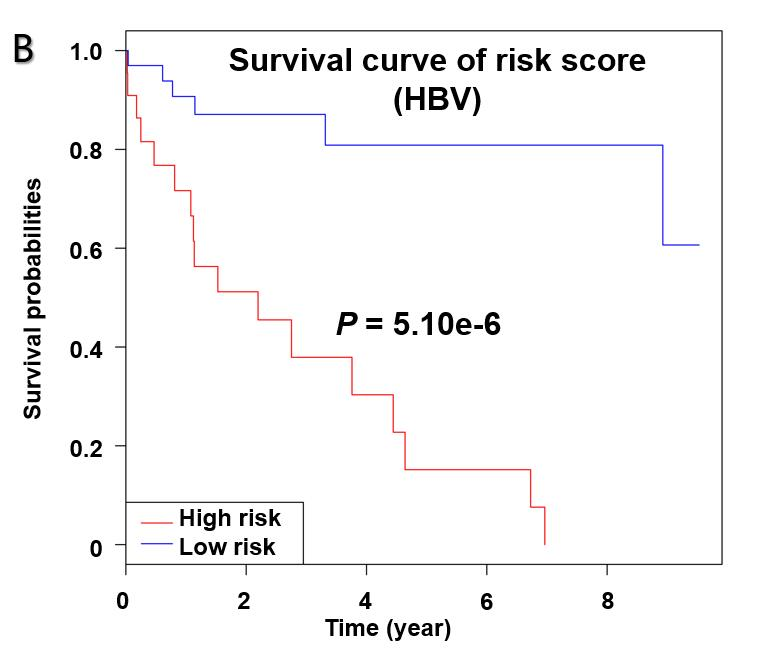 B
Survival curve of risk score
(HBV)
1.0
0.8
0.6
0.4
0.2
0
Survival probabilities
P = 5.10e-6
High risk
Low risk
0 2 4 6 8
Time (year)